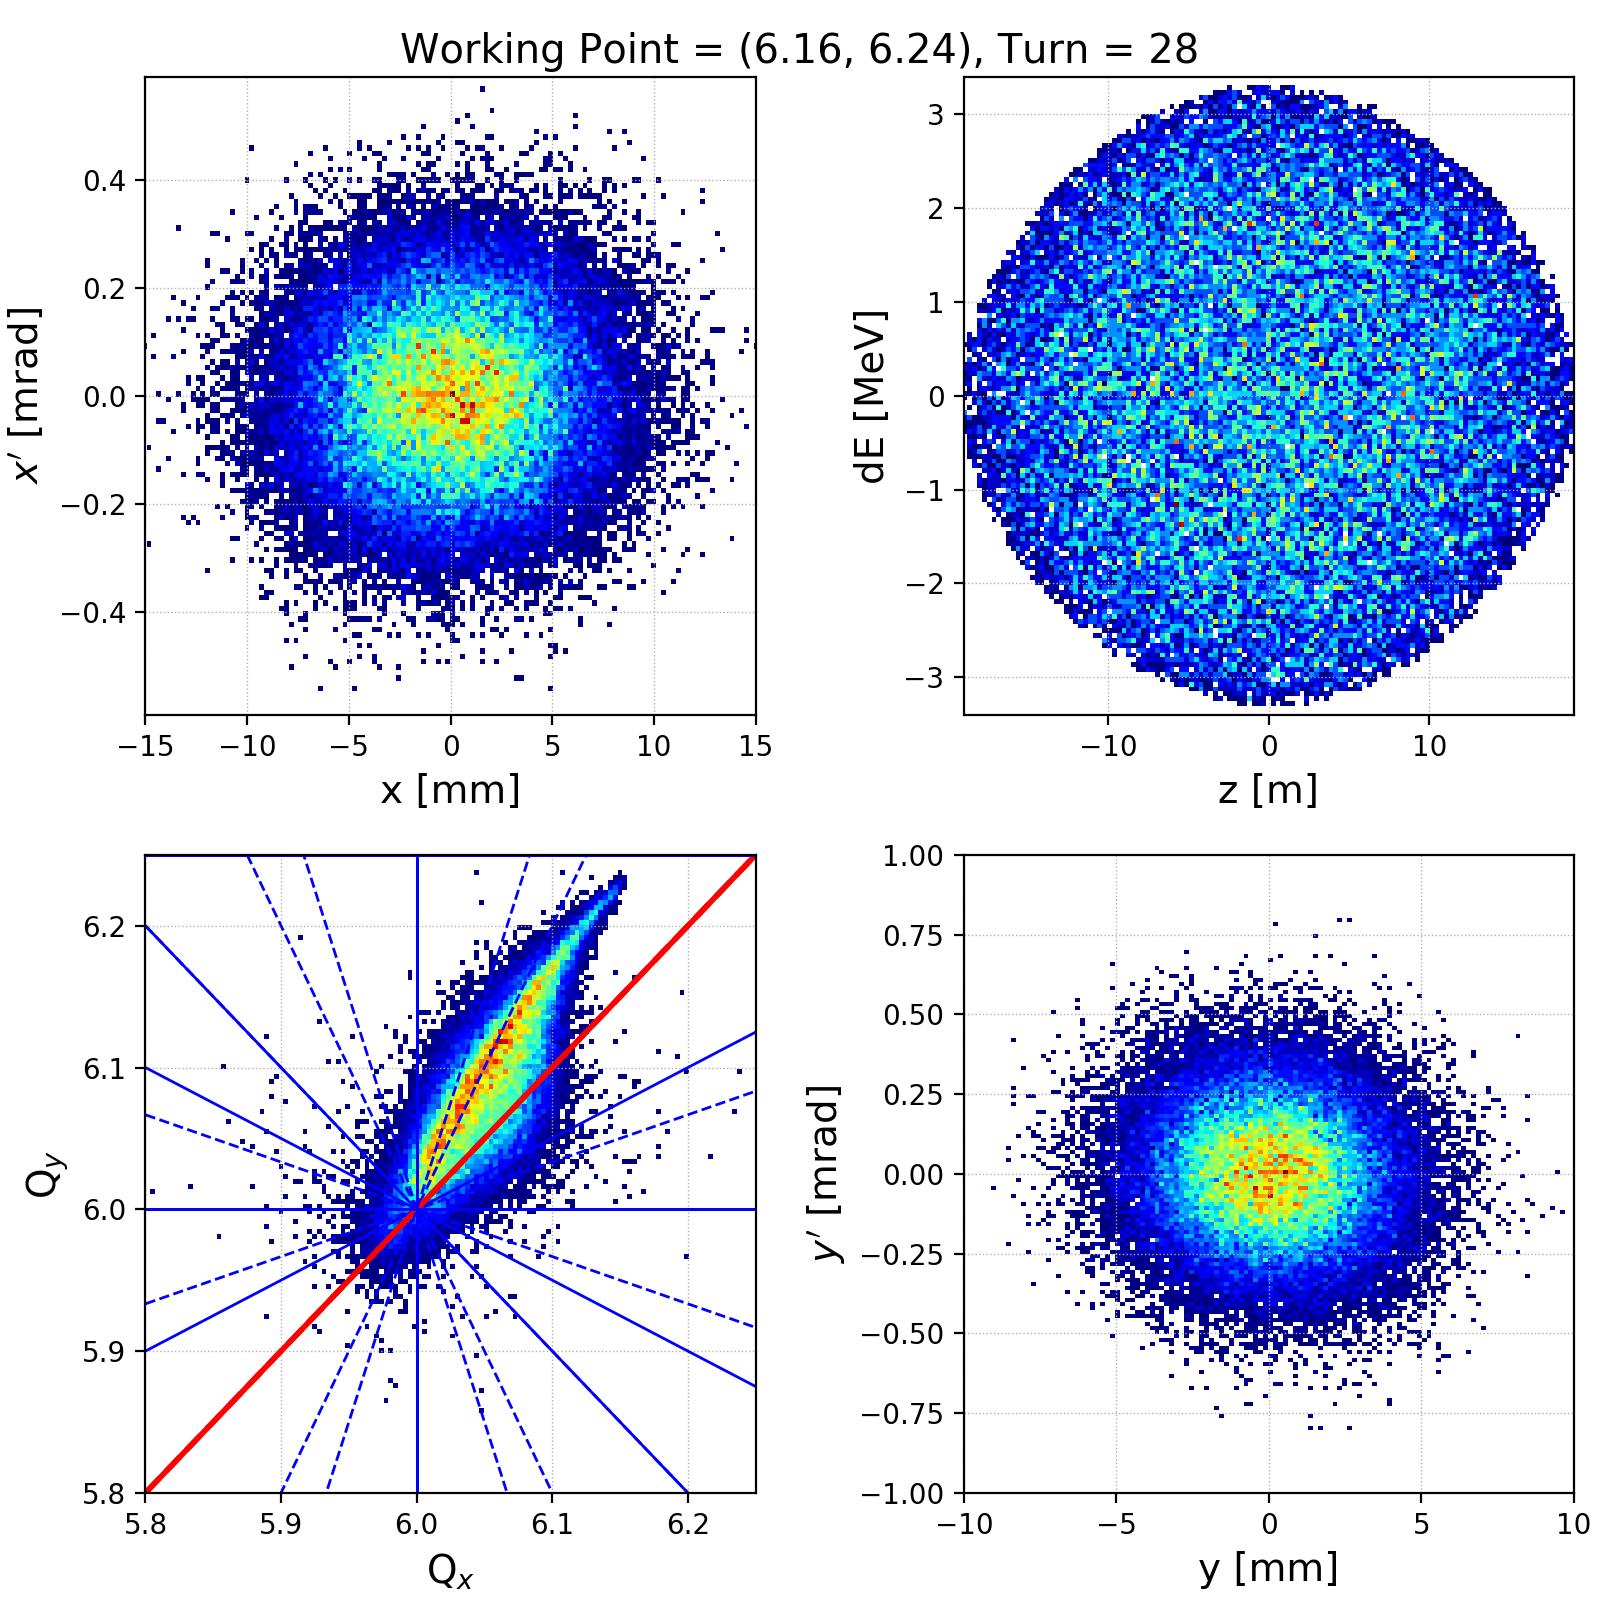 Working Point = (6.16, 6.24), Turn = 28
0.4
0.2
0.0
−0.2
−0.4
x′ [mrad]
−15 −10 −5 0 5 10 15
x [mm]
3
2
1
0
−1
−2
−3
dE [MeV]
−10 0 10
z [m]
6.2
6.1
6.0
5.9
5.8
Qy
5.8 5.9 6.0 6.1 6.2
Qx
1.00
0.75
0.50
0.25
0.00
−0.25
−0.50
−0.75
−1.00
y′ [mrad]
−10 −5 0 5 10
y [mm]